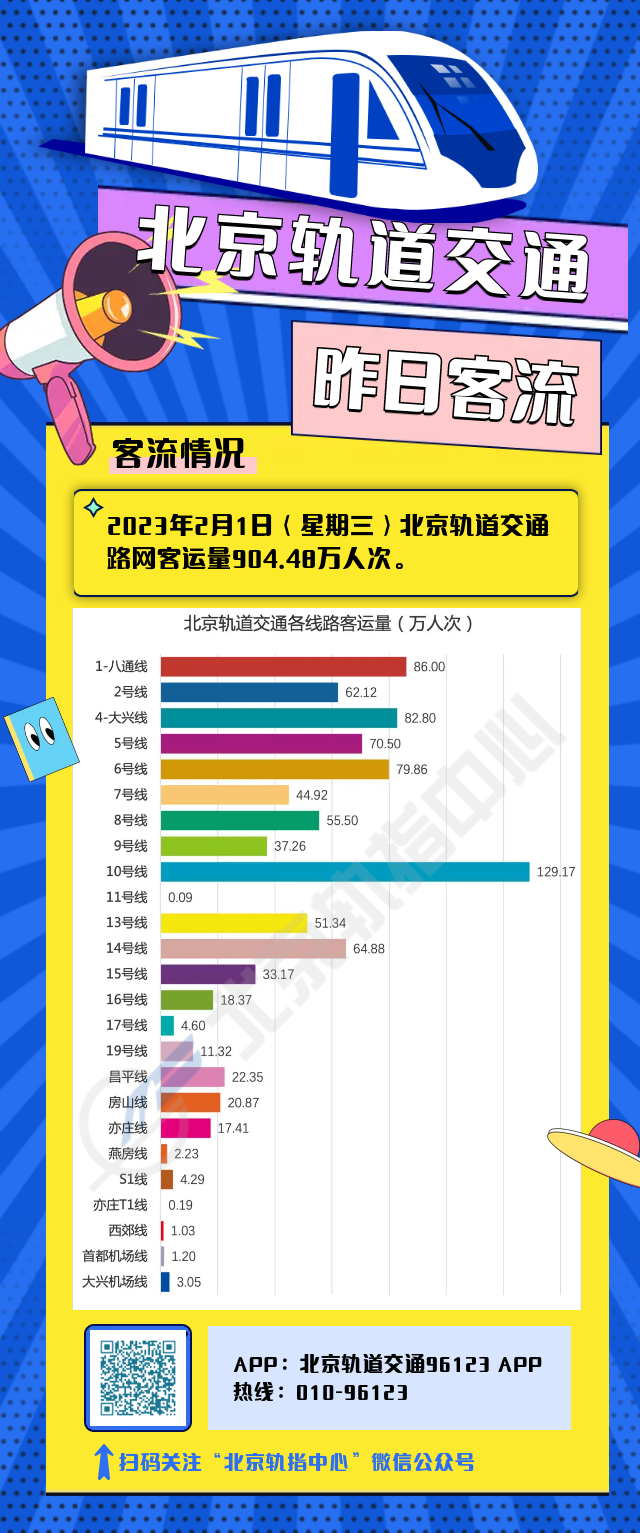 北京轨道交通
昨日客流
客流情况
2023年2月1日（星期三）北京轨道交通
路网客运量904.48万人次。
北京轨道交通各线路客运量（万人次）
1-八通线 86.00
2号线 62.12
4-大兴线 82.80
5号线 70.50
6号线 79.86
7号线 44.92
8号线 55.50
9号线 37.26
10号线 129.17
11号线 0.09
13号线 51.34
14号线 64.88
15号线 33.17
16号线 18.37
17号线 4.60
19号线 11.32
昌平线 22.35
房山线 20.87
亦庄线 17.41
燕房线 2.23
S1线 4.29
亦庄T1线 0.19
西郊线 1.03
首都机场线 1.20
大兴机场线 3.05
北京轨指中心
APP：北京轨道交通96123 APP
热线：010-96123
扫码关注“北京轨指中心”微信公众号